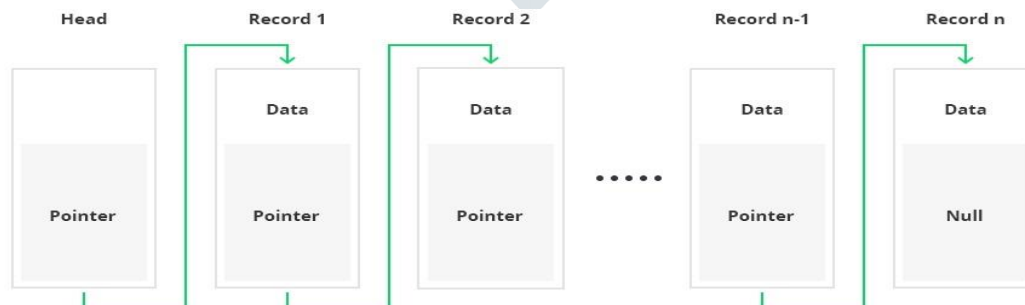 Head Record 1 Record 2 Record n-1 Record n
Data Data Data Data
Pointer Pointer Pointer Pointer Null